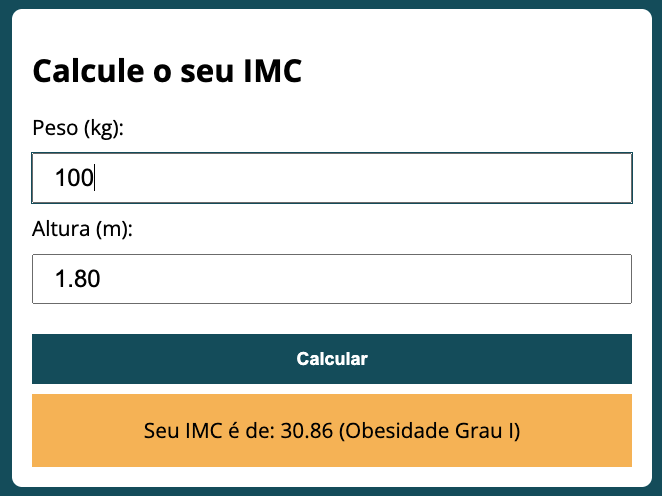 Calcule o seu IMC
Peso (kg):
100
Altura (m):
1.80
Calcular
Seu IMC é de: 30.86 (Obesidade Grau I)